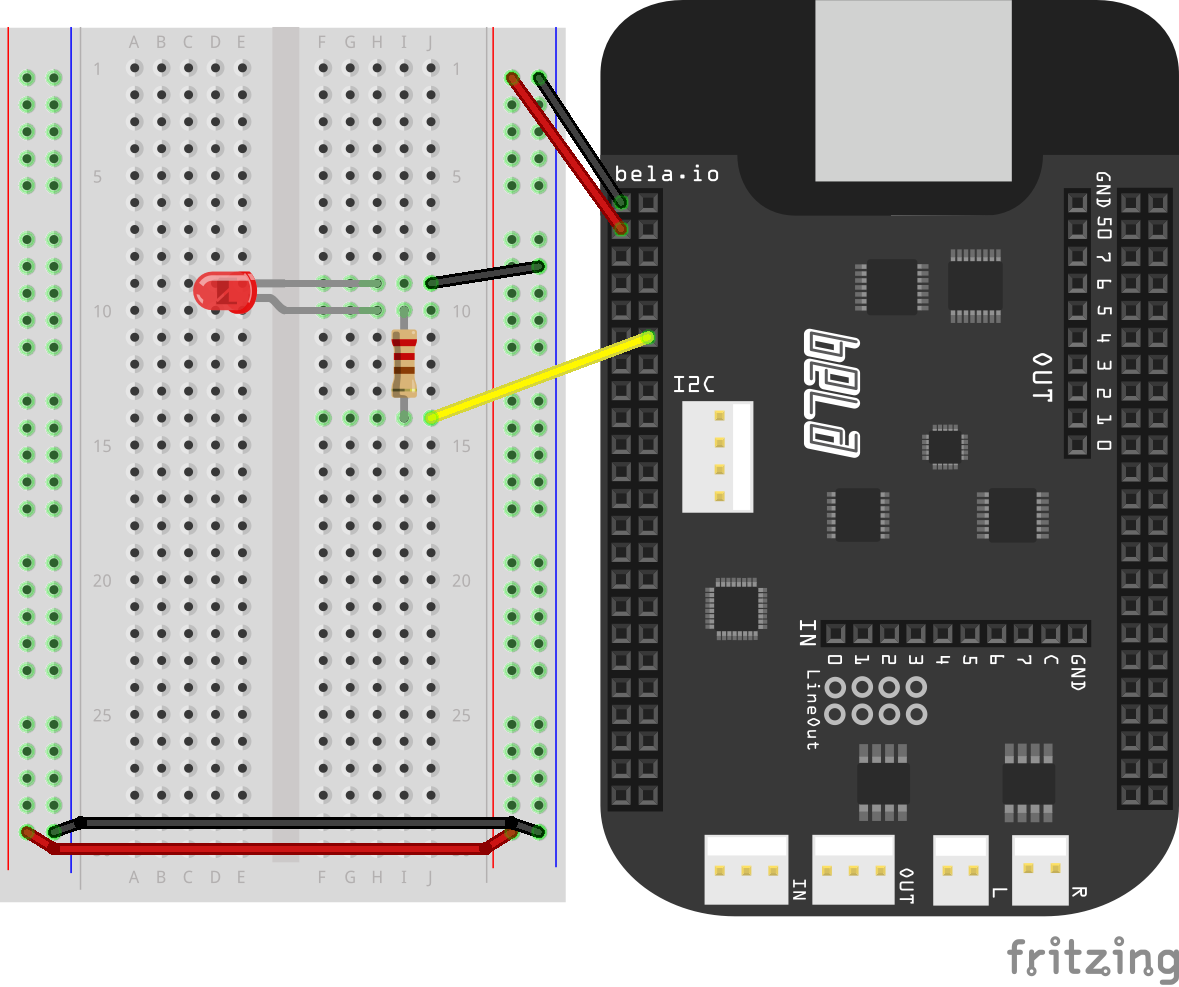 A B C D E F G H I J
1 1
5 5
10 10
15 15
20 20
25 25
A B C D E F G H I J
bela.io
I2C
bela
GND
50
7
6
5
4
3
2
1
0
OUT
IN
0 1 2 3 4 5 6 7 C GND
LineOut
IN
OUT
L
R
fritzing